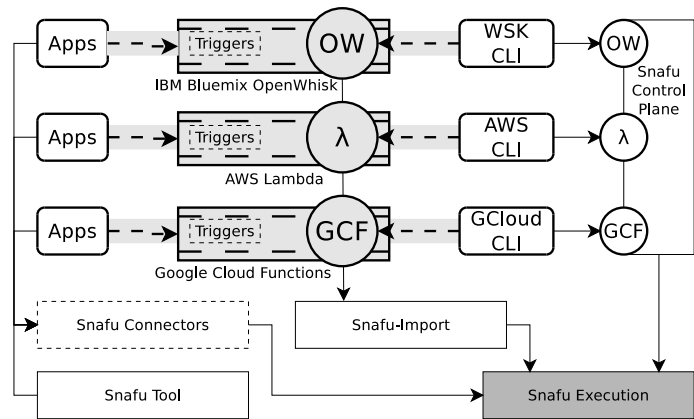 Apps
Triggers
OW
WSK
CLI
OW
IBM Bluemix OpenWhisk
Snafu
Control
Plane
Apps
Triggers
λ
AWS
CLI
λ
AWS Lambda
Apps
Triggers
GCF
GCloud
CLI
GCF
Google Cloud Functions
Snafu Connectors
Snafu-Import
Snafu Tool
Snafu Execution